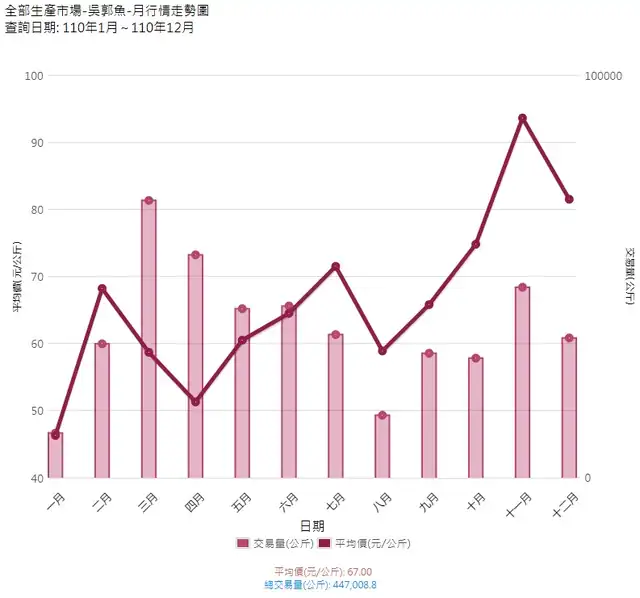 全部生產市場-吳郭魚-月行情走勢圖
查詢日期: 110年1月~110年12月
100
100000
90
80
70
60
50
40
0
平均價(元/公斤)
交易量(公斤)
一月
二月
三月
四月
五月
六月
七月
八月
九月
十月
十一月
十二月
日期
交易量(公斤) 平均價(元/公斤)
平均價(元/公斤): 67.00
總交易量(公斤): 447,008.8